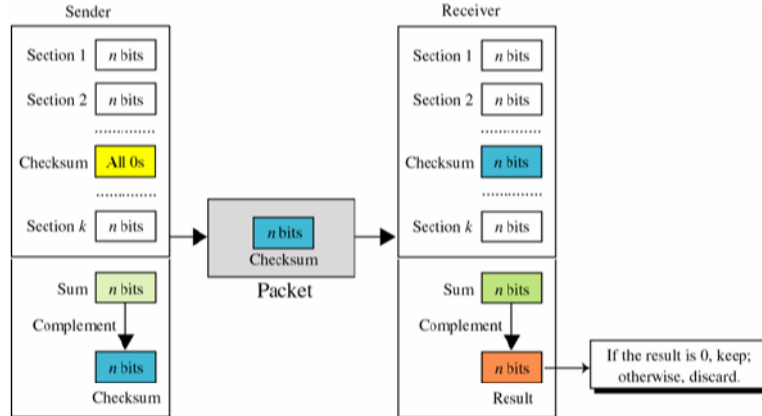 Sender
Section 1 n bits
Section 2 n bits
Checksum All 0s
Section k n bits
Sum n bits
Complement
n bits
Checksum
n bits
Checksum
Packet
Receiver
Section 1 n bits
Section 2 n bits
Checksum n bits
Section k n bits
Sum n bits
Complement
n bits
Result
If the result is 0, keep;
otherwise, discard.